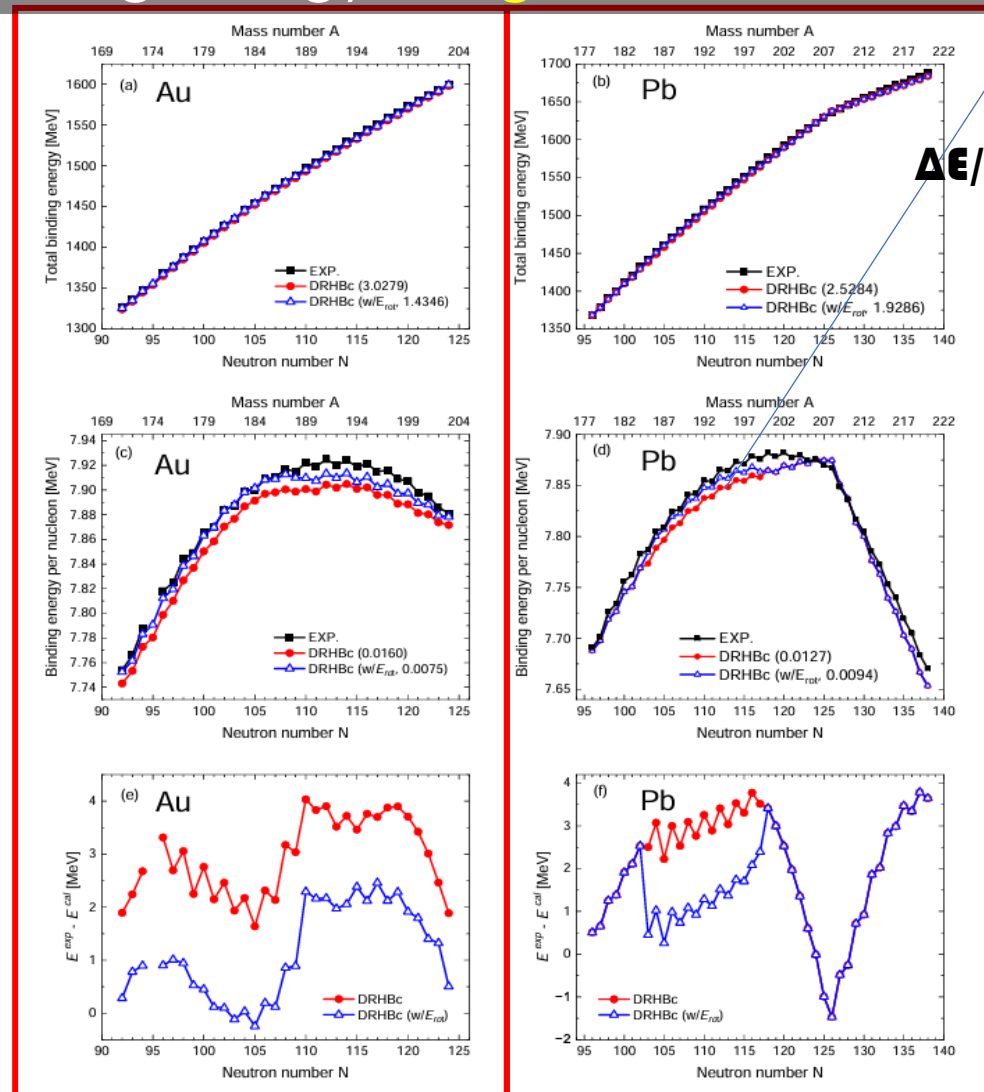 Mass number A
169 174 179 184 189 194 199 204
(a) Au
Total binding energy [MeV]
1600
1550
1500
1450
1400
1350
1300
EXP.
DRHBc (3.0279)
DRHBc (w/E_rot, 1.4346)
90 95 100 105 110 115 120 125
Neutron number N
Mass number A
177 182 187 192 197 202 207 212 217 222
(b) Pb
Total binding energy [MeV]
1700
1650
1600
1550
1500
1450
1400
1350
EXP.
DRHBc (2.5284)
DRHBc (w/E_rot, 1.9286)
95 100 105 110 115 120 125 130 135 140
Neutron number N
ΔE/
Mass number A
169 174 179 184 189 194 199 204
(c) Au
Binding energy per nucleon [MeV]
7.94
7.92
7.90
7.88
7.86
7.84
7.82
7.80
7.78
7.76
7.74
EXP.
DRHBc (0.0160)
DRHBc (w/E_rot, 0.0075)
90 95 100 105 110 115 120 125
Neutron number N
Mass number A
177 182 187 192 197 202 207 212 217 222
(d) Pb
Binding energy per nucleon [MeV]
7.90
7.85
7.80
7.75
7.70
7.65
EXP.
DRHBc (0.0127)
DRHBc (w/E_rot, 0.0094)
95 100 105 110 115 120 125 130 135 140
Neutron number N
(e) Au
E^exp - E^cal [MeV]
4
3
2
1
0
DRHBc
DRHBc (w/E_rot)
90 95 100 105 110 115 120 125
Neutron number N
(f) Pb
E^exp - E^cal [MeV]
4
3
2
1
0
−1
−2
DRHBc
DRHBc (w/E_rot)
95 100 105 110 115 120 125 130 135 140
Neutron number N